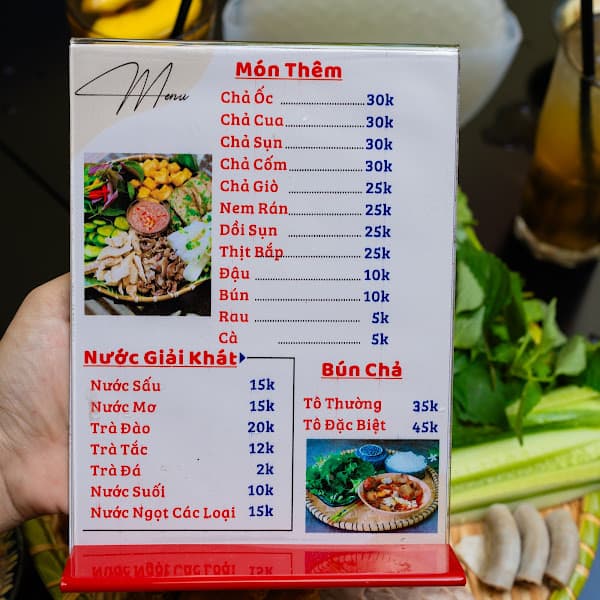 Menu
Món Thêm
Chả Ốc ........................ 30k
Chả Cua ........................ 30k
Chả Sụn ........................ 30k
Chả Cốm ........................ 30k
Chả Giò ........................ 25k
Nem Rán ........................ 25k
Dồi Sụn ........................ 25k
Thịt Bắp ........................ 25k
Đậu ........................ 10k
Bún ........................ 10k
Rau ........................ 5k
Cà ........................ 5k
Nước Giải Khát
Nước Sấu 15k
Nước Mơ 15k
Trà Đào 20k
Trà Tắc 12k
Trà Đá 2k
Nước Suối 10k
Nước Ngọt Các Loại 15k
Bún Chả
Tô Thường 35k
Tô Đặc Biệt 45k